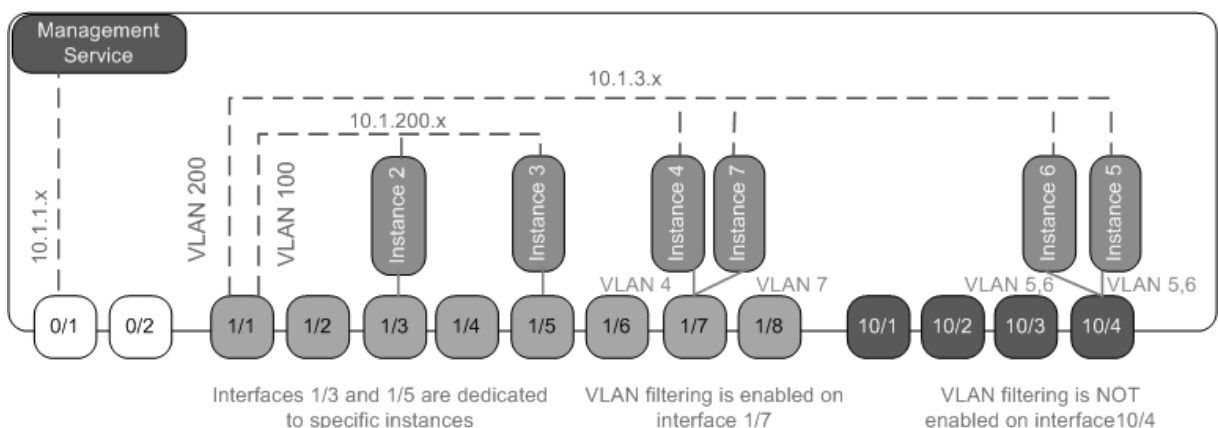 Management
Service
10.1.3.x
10.1.200.x
10.1.1.x
VLAN 200
VLAN 100
Instance 2
Instance 3
Instance 4
Instance 7
Instance 6
Instance 5
VLAN 4
VLAN 7
VLAN 5,6
VLAN 5,6
0/1
0/2
1/1
1/2
1/3
1/4
1/5
1/6
1/7
1/8
10/1
10/2
10/3
10/4
Interfaces 1/3 and 1/5 are dedicated
to specific instances
VLAN filtering is enabled on
interface 1/7
VLAN filtering is NOT
enabled on interface10/4